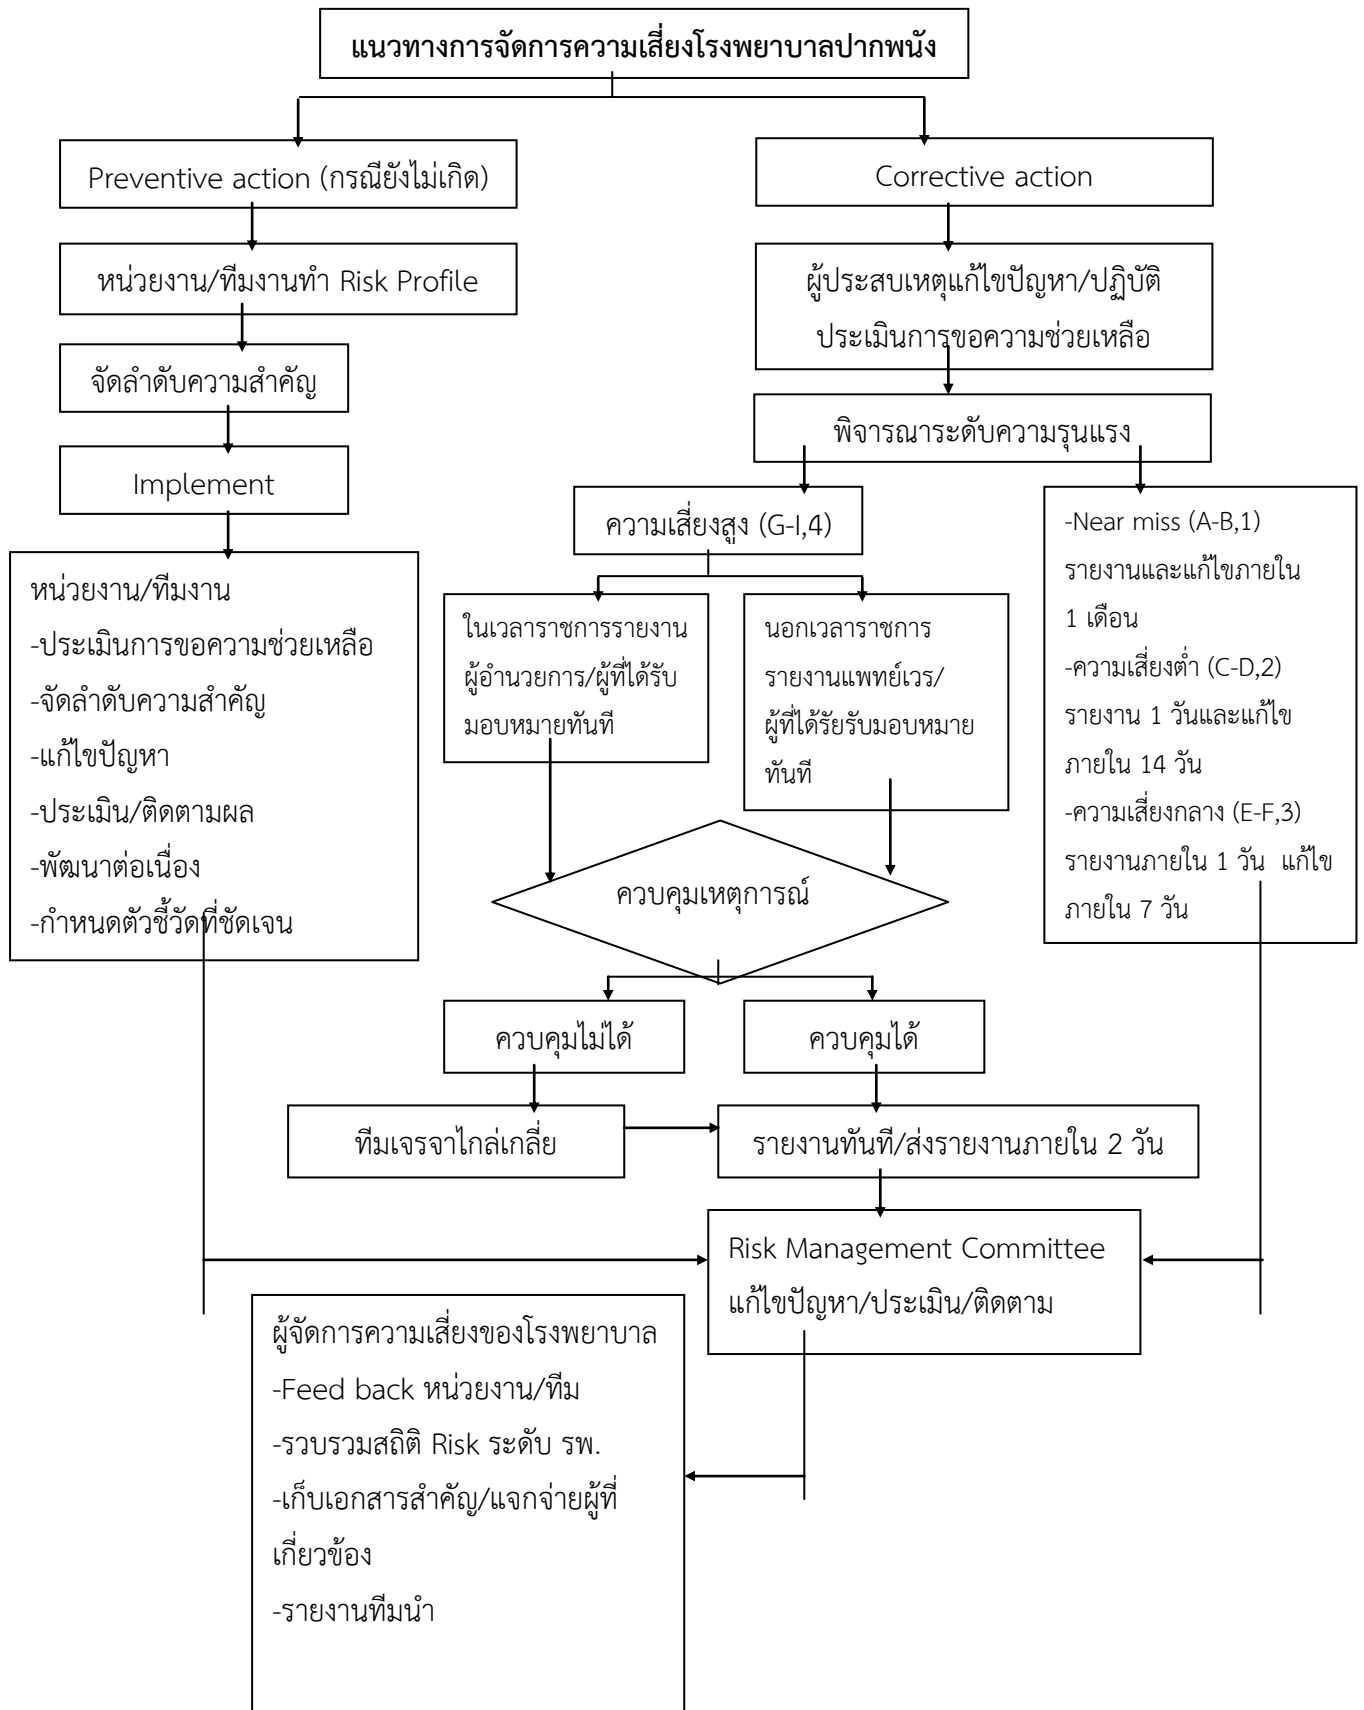 แนวทางการจัดการความเสี่ยงโรงพยาบาลปากพนัง
Preventive action (กรณียังไม่เกิด)
หน่วยงาน/ทีมงานทำ Risk Profile
จัดลำดับความสำคัญ
Implement
หน่วยงาน/ทีมงาน
-ประเมินการขอความช่วยเหลือ
-จัดลำดับความสำคัญ
-แก้ไขปัญหา
-ประเมิน/ติดตามผล
-พัฒนาต่อเนื่อง
-กำหนดตัวชี้วัดที่ชัดเจน
Corrective action
ผู้ประสบเหตุแก้ไขปัญหา/ปฏิบัติ
ประเมินการขอความช่วยเหลือ
พิจารณาระดับความรุนแรง
ความเสี่ยงสูง (G-I,4)
ในเวลาราชการรายงาน
ผู้อำนวยการ/ผู้ที่ได้รับ
มอบหมายทันที
นอกเวลาราชการ
รายงานแพทย์เวร/
ผู้ที่ได้รัยรับมอบหมาย
ทันที
-Near miss (A-B,1)
รายงานและแก้ไขภายใน
1 เดือน
-ความเสี่ยงต่ำ (C-D,2)
รายงาน 1 วันและแก้ไข
ภายใน 14 วัน
-ความเสี่ยงกลาง (E-F,3)
รายงานภายใน 1 วัน แก้ไข
ภายใน 7 วัน
ควบคุมเหตุการณ์
ควบคุมไม่ได้
ควบคุมได้
ทีมเจรจาไกล่เกลี่ย
รายงานทันที/ส่งรายงานภายใน 2 วัน
Risk Management Committee
แก้ไขปัญหา/ประเมิน/ติดตาม
ผู้จัดการความเสี่ยงของโรงพยาบาล
-Feed back หน่วยงาน/ทีม
-รวบรวมสถิติ Risk ระดับ รพ.
-เก็บเอกสารสำคัญ/แจกจ่ายผู้ที่
เกี่ยวข้อง
-รายงานทีมนำ